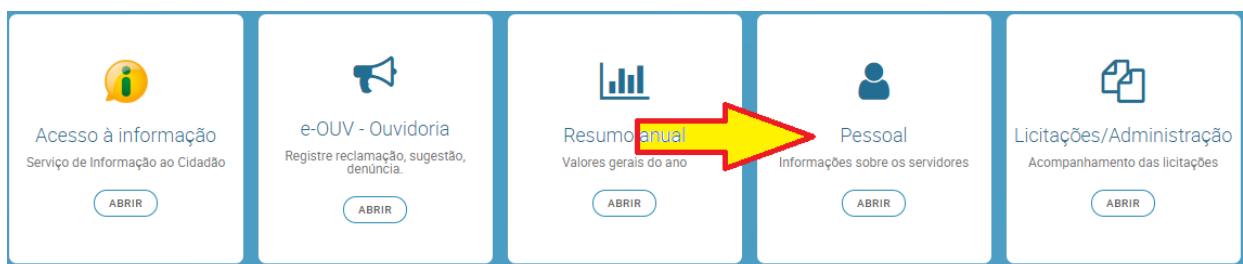 Acesso à informação
Serviço de Informação ao Cidadão
ABRIR
e-OUV - Ouvidoria
Registre reclamação, sugestão,
denúncia.
ABRIR
Resumo anual
Valores gerais do ano
ABRIR
Pessoal
Informações sobre os servidores
ABRIR
Licitações/Administração
Acompanhamento das licitações
ABRIR